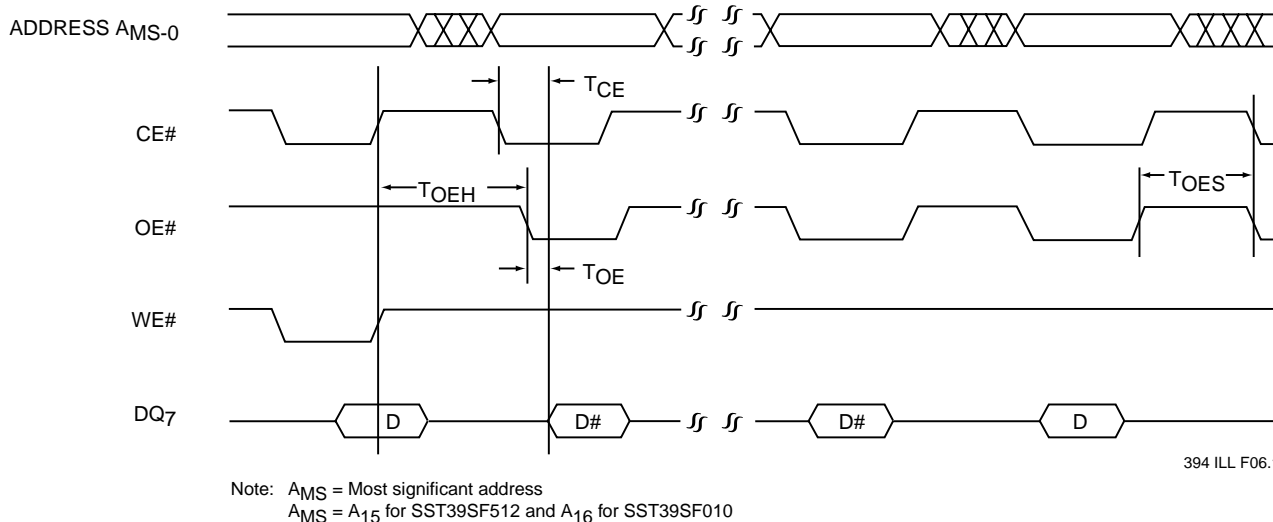 ADDRESS AMS-0
TCE
CE#
TOEH
TOES
OE#
TOE
WE#
DQ7
D
D#
D#
D
394 ILL F06.
Note: AMS = Most significant address
AMS = A15 for SST39SF512 and A16 for SST39SF010